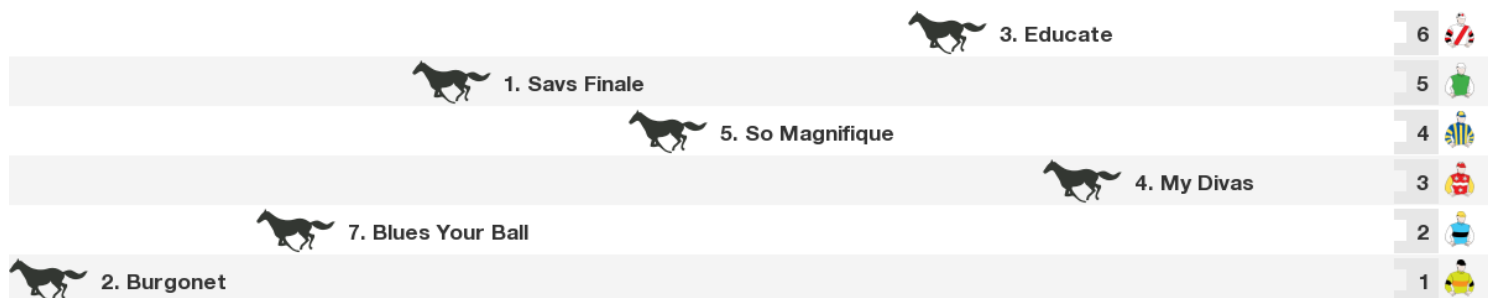 3. Educate 6
1. Savs Finale 5
5. So Magnifique 4
4. My Divas 3
7. Blues Your Ball 2
2. Burgonet 1